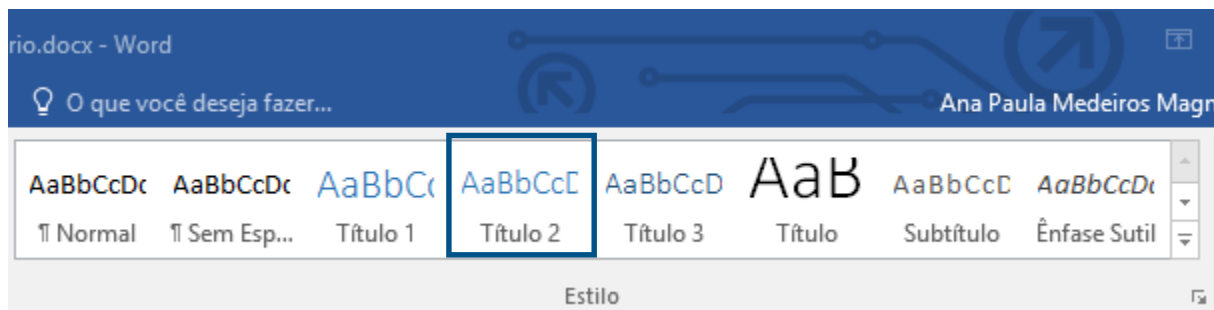 rio.docx - Word
O que você deseja fazer...
Ana Paula Medeiros Magn
AaBbCcDc AaBbCcDc AaBbCc AaBbCcD AaBbCcD AaB AaBbCcD AaBbCcDc
¶ Normal ¶ Sem Esp... Título 1 Título 2 Título 3 Título Subtítulo Ênfase Sutil
Estilo